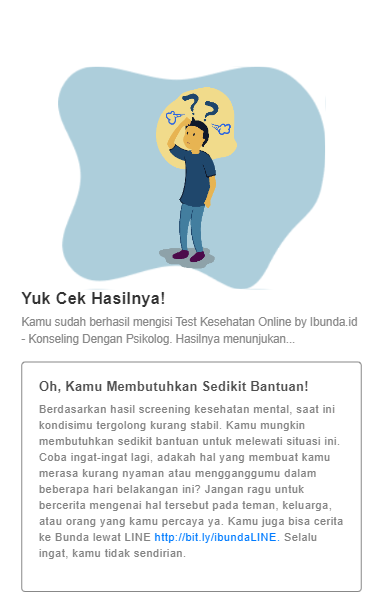 Yuk Cek Hasilnya!
Kamu sudah berhasil mengisi Test Kesehatan Online by Ibunda.id
- Konseling Dengan Psikolog. Hasilnya menunjukan...
Oh, Kamu Membutuhkan Sedikit Bantuan!
Berdasarkan hasil screening kesehatan mental, saat ini
kondisimu tergolong kurang stabil. Kamu mungkin
membutuhkan sedikit bantuan untuk melewati situasi ini.
Coba ingat-ingat lagi, adakah hal yang membuat kamu
merasa kurang nyaman atau mengganggumu dalam
beberapa hari belakangan ini? Jangan ragu untuk
bercerita mengenai hal tersebut pada teman, keluarga,
atau orang yang kamu percaya ya. Kamu juga bisa cerita
ke Bunda lewat LINE http://bit.ly/ibundaLINE. Selalu
ingat, kamu tidak sendirian.